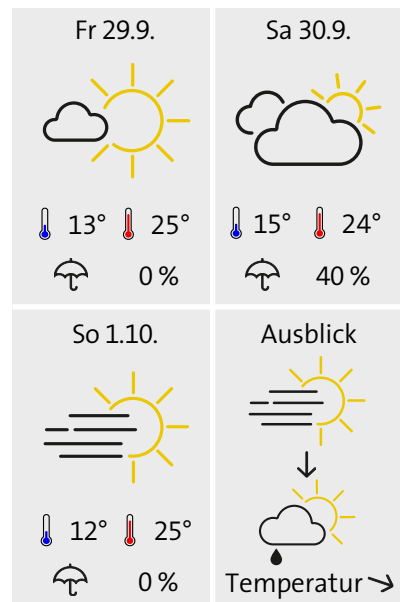 Fr 29.9.
13° 25°
0 %
Sa 30.9.
15° 24°
40 %
So 1.10.
12° 25°
0 %
Ausblick
Temperatur